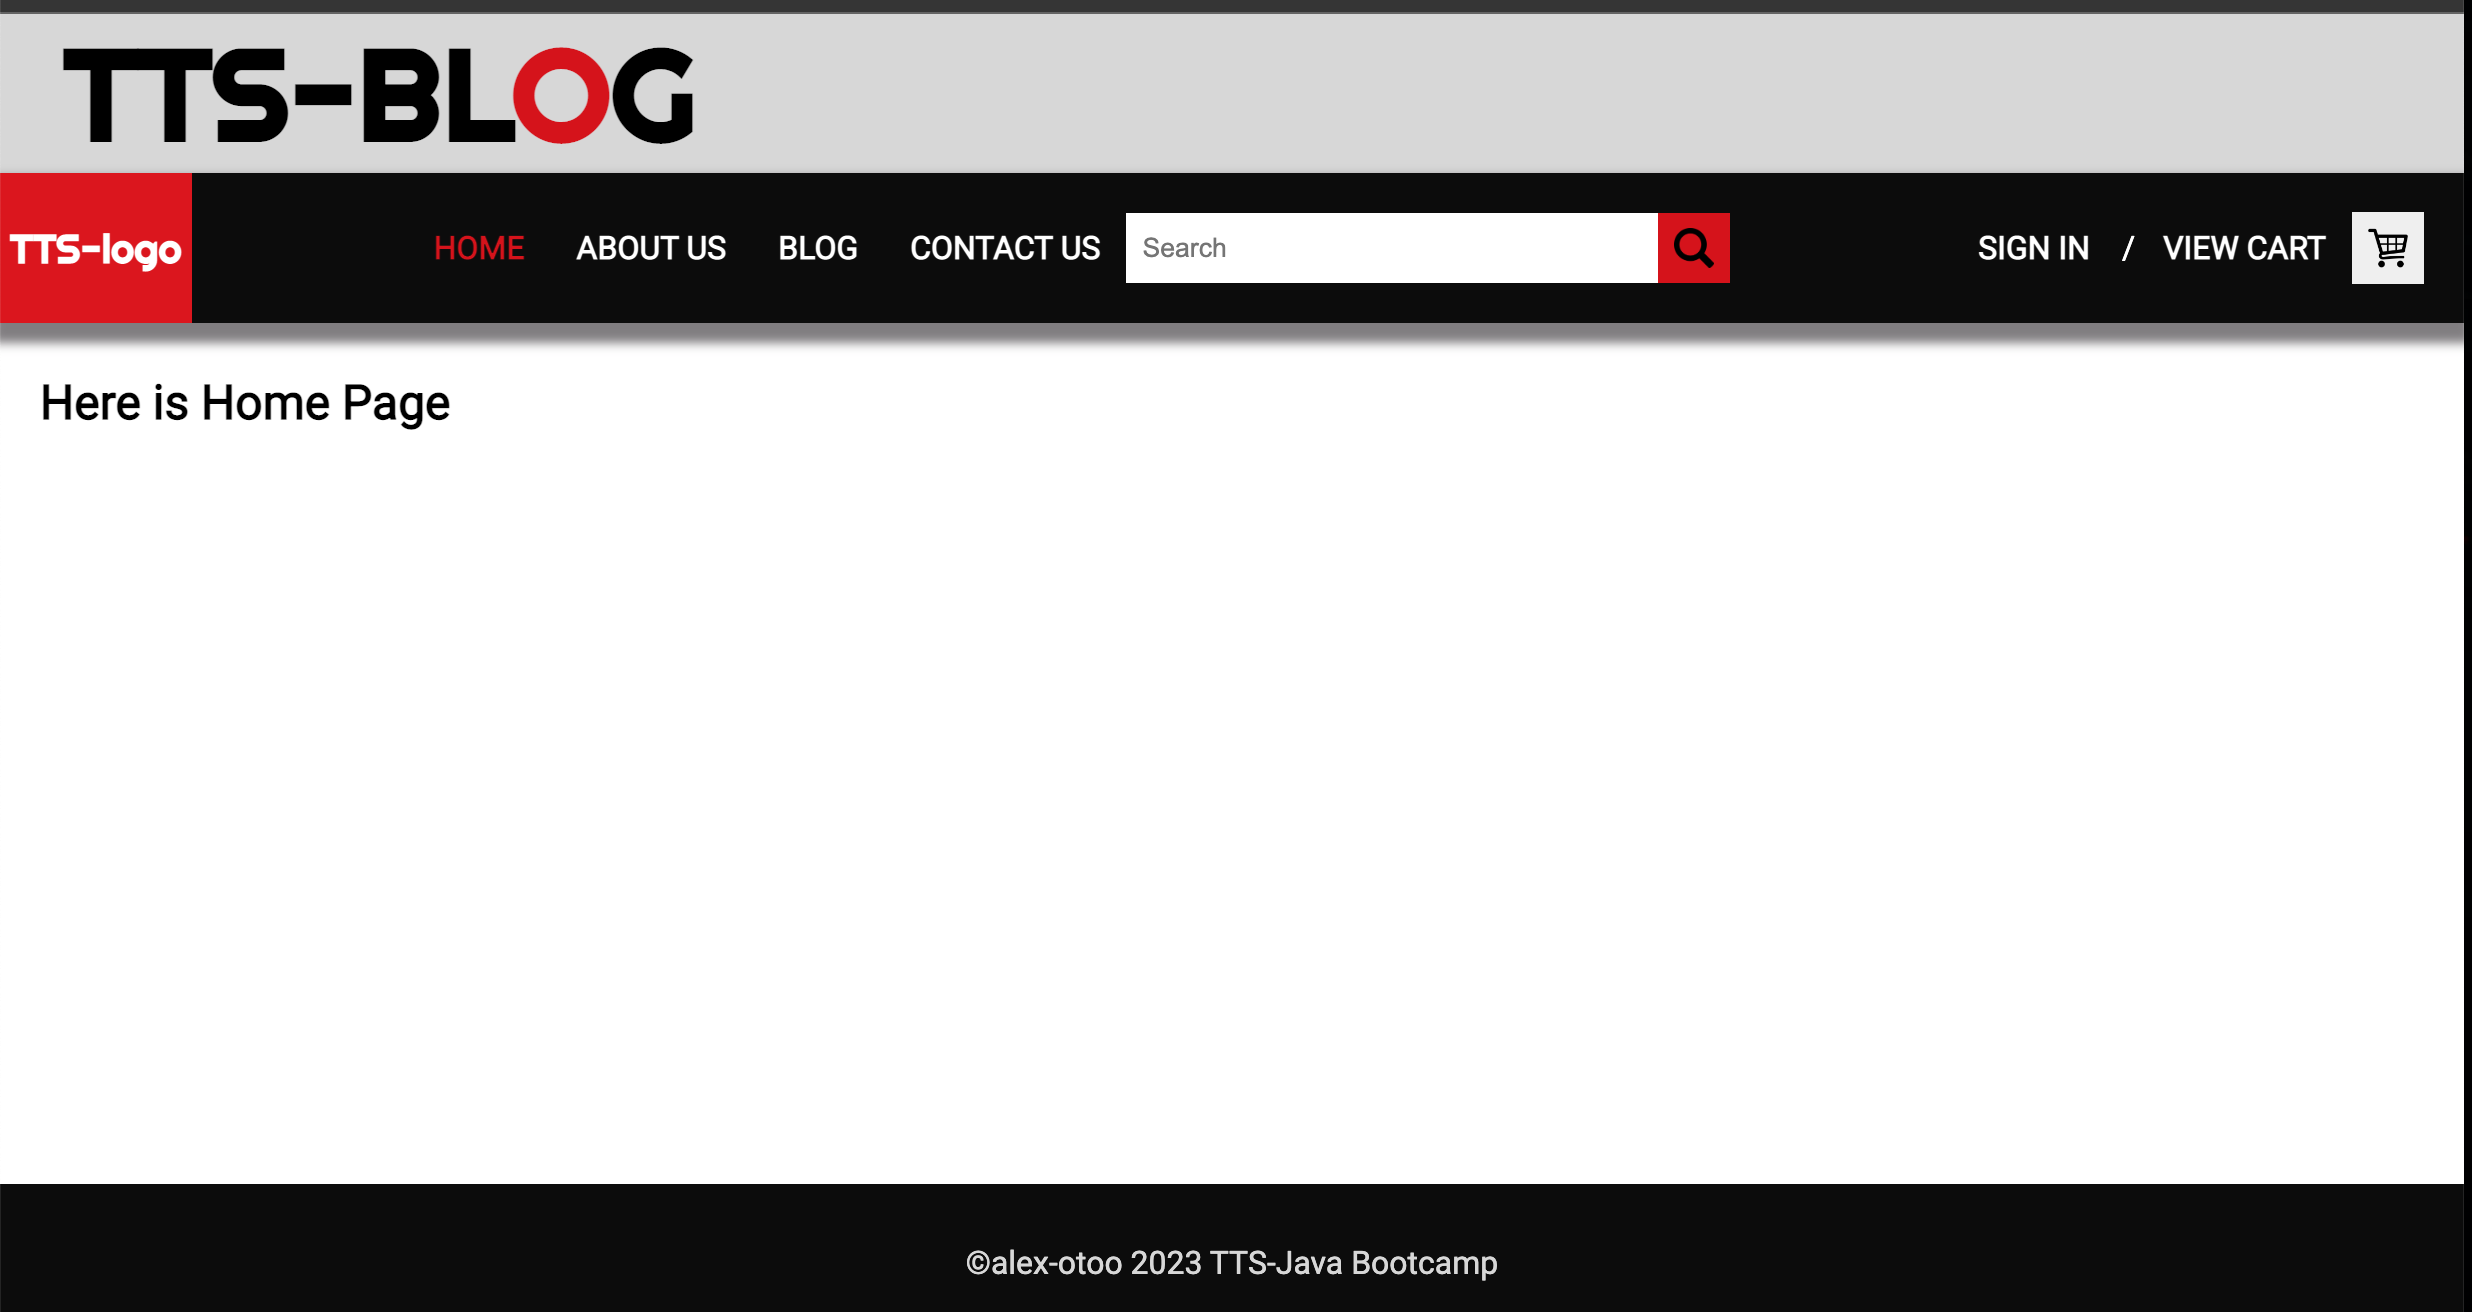 TTS-BLOG
TTS-logo HOME ABOUT US BLOG CONTACT US Search SIGN IN / VIEW CART
Here is Home Page
©alex-otoo 2023 TTS-Java Bootcamp